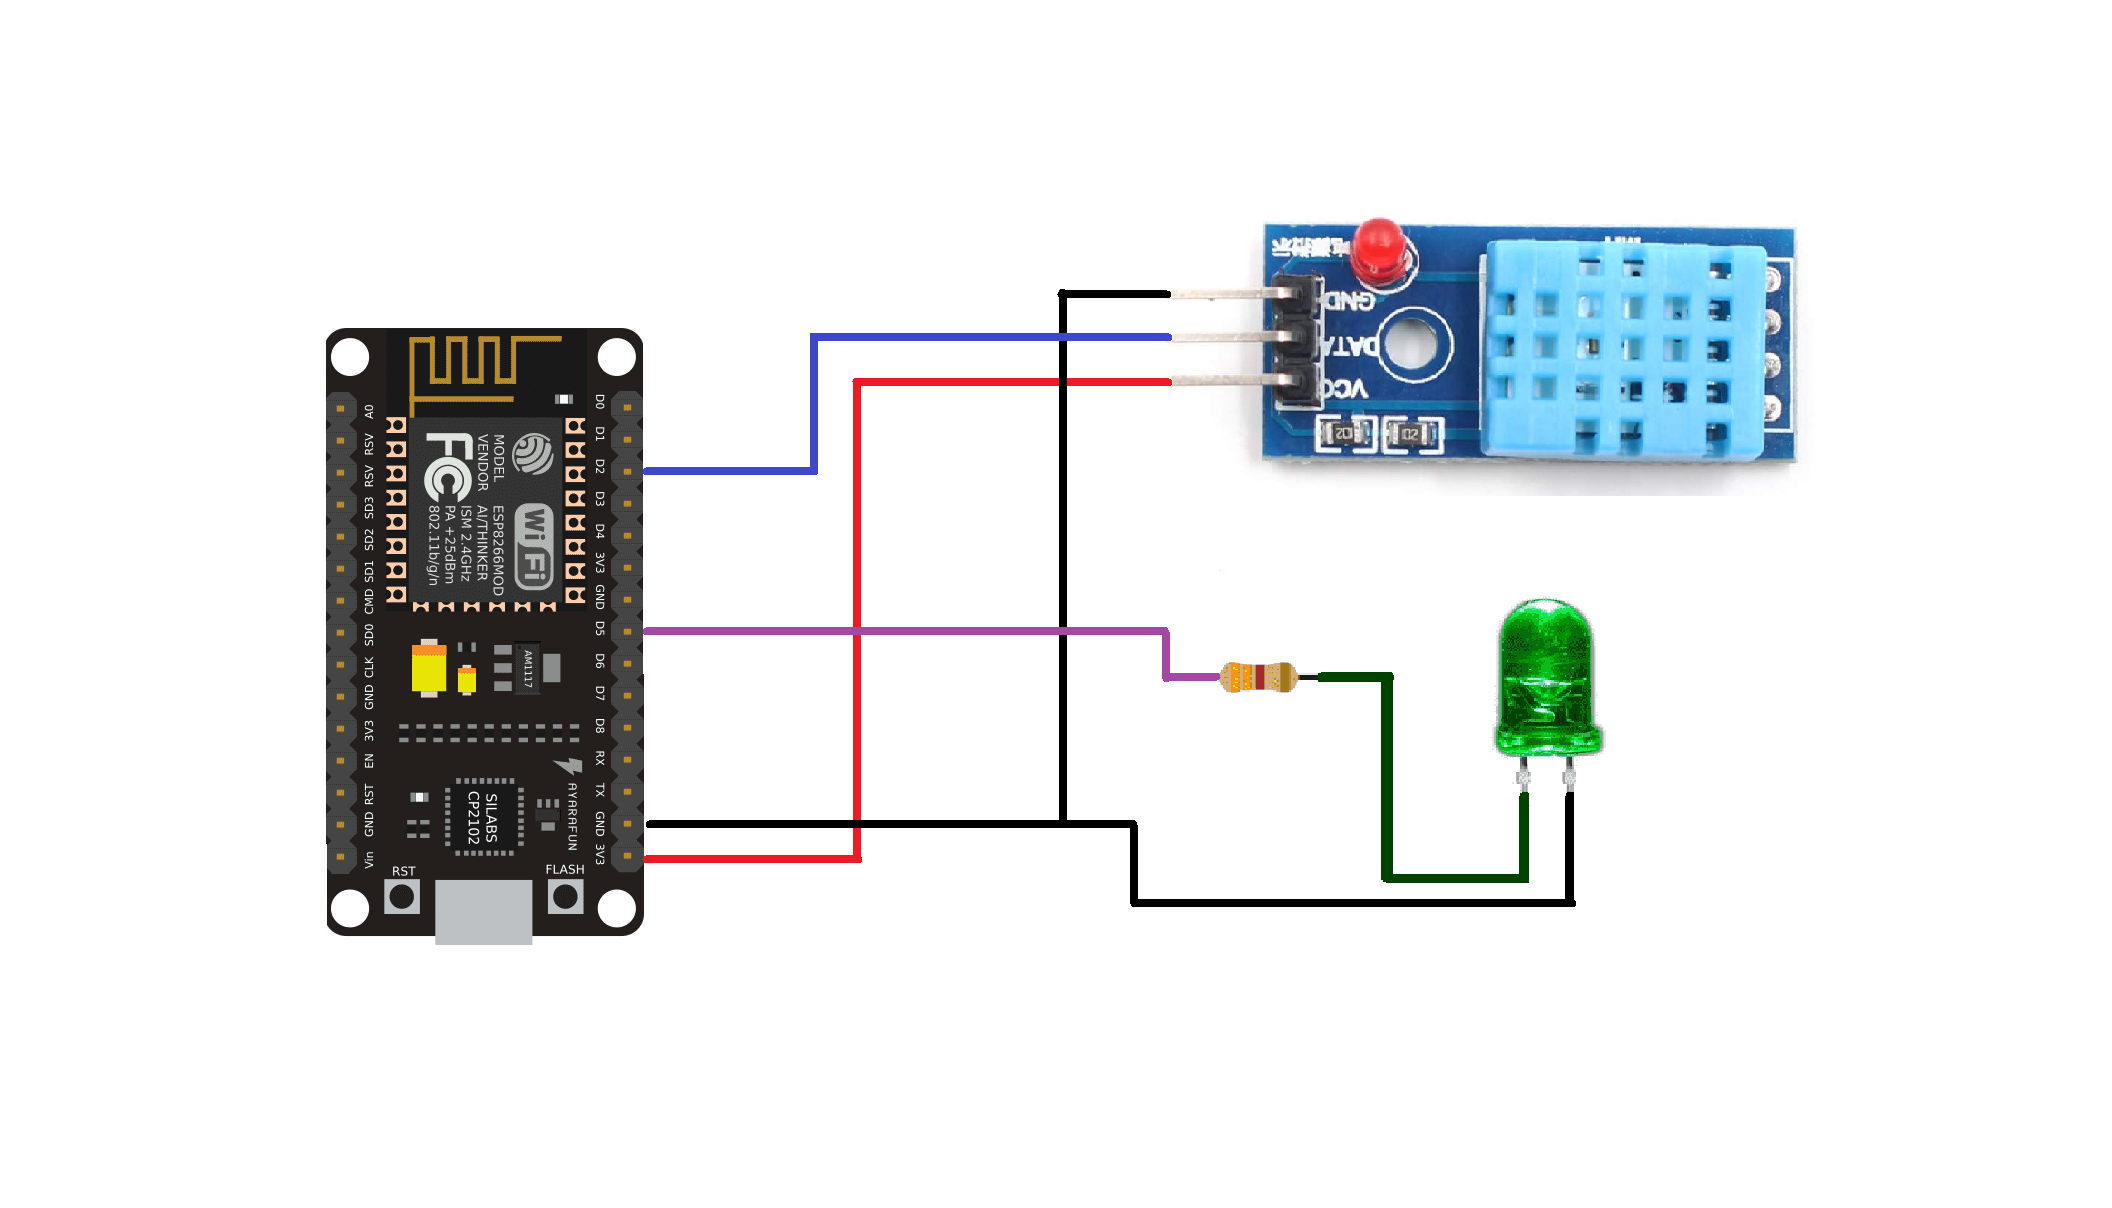 A0
RSV
RSV
SD3
SD2
SD1
CMD
SD0
CLK
GND
3V3
EN
RST
GND
Vin
FC
MODEL
VENDOR
ESP8266MOD
AI/THINKER
ISM 2.4GHz
PA +25dBm
802.11b/g/n
WiFi
D0
D1
D2
D3
D4
3V3
GND
D5
D6
D7
D8
RX
TX
GND
3V3
AM1117
SILABS
CP2102
AYARAFUN
RST
FLASH
GND
DATA
VCC
102
102